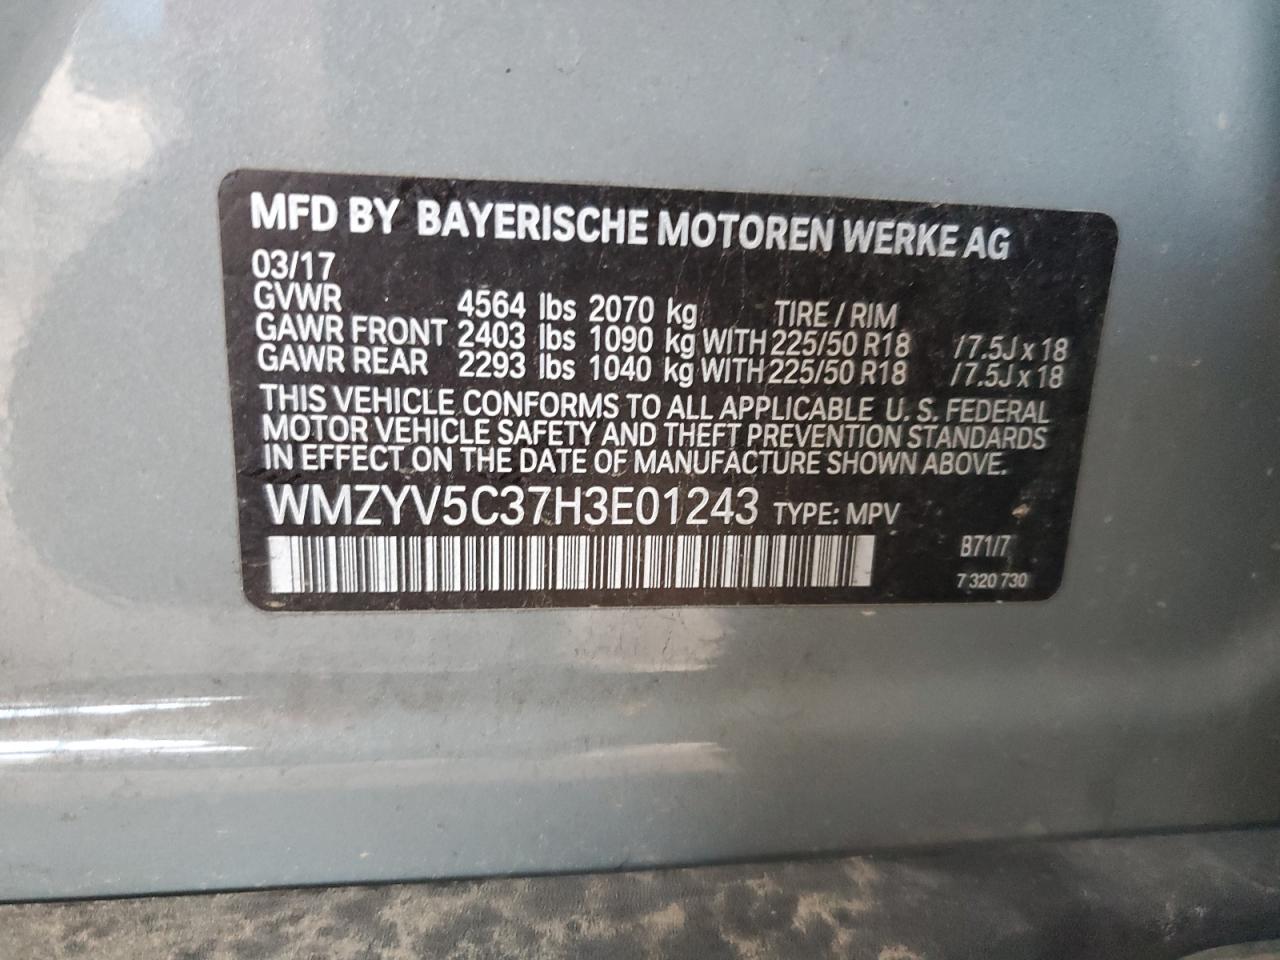 MFD BY BAYERISCHE MOTOREN WERKE AG
03/17
GVWR 4564 lbs 2070 kg TIRE / RIM
GAWR FRONT 2403 lbs 1090 kg WITH 225/50 R18 /7.5J x 18
GAWR REAR 2293 lbs 1040 kg WITH 225/50 R18 /7.5J x 18
THIS VEHICLE CONFORMS TO ALL APPLICABLE U. S. FEDERAL
MOTOR VEHICLE SAFETY AND THEFT PREVENTION STANDARDS
IN EFFECT ON THE DATE OF MANUFACTURE SHOWN ABOVE.
WMZYV5C37H3E01243 TYPE: MPV
B71/7
7 320 730